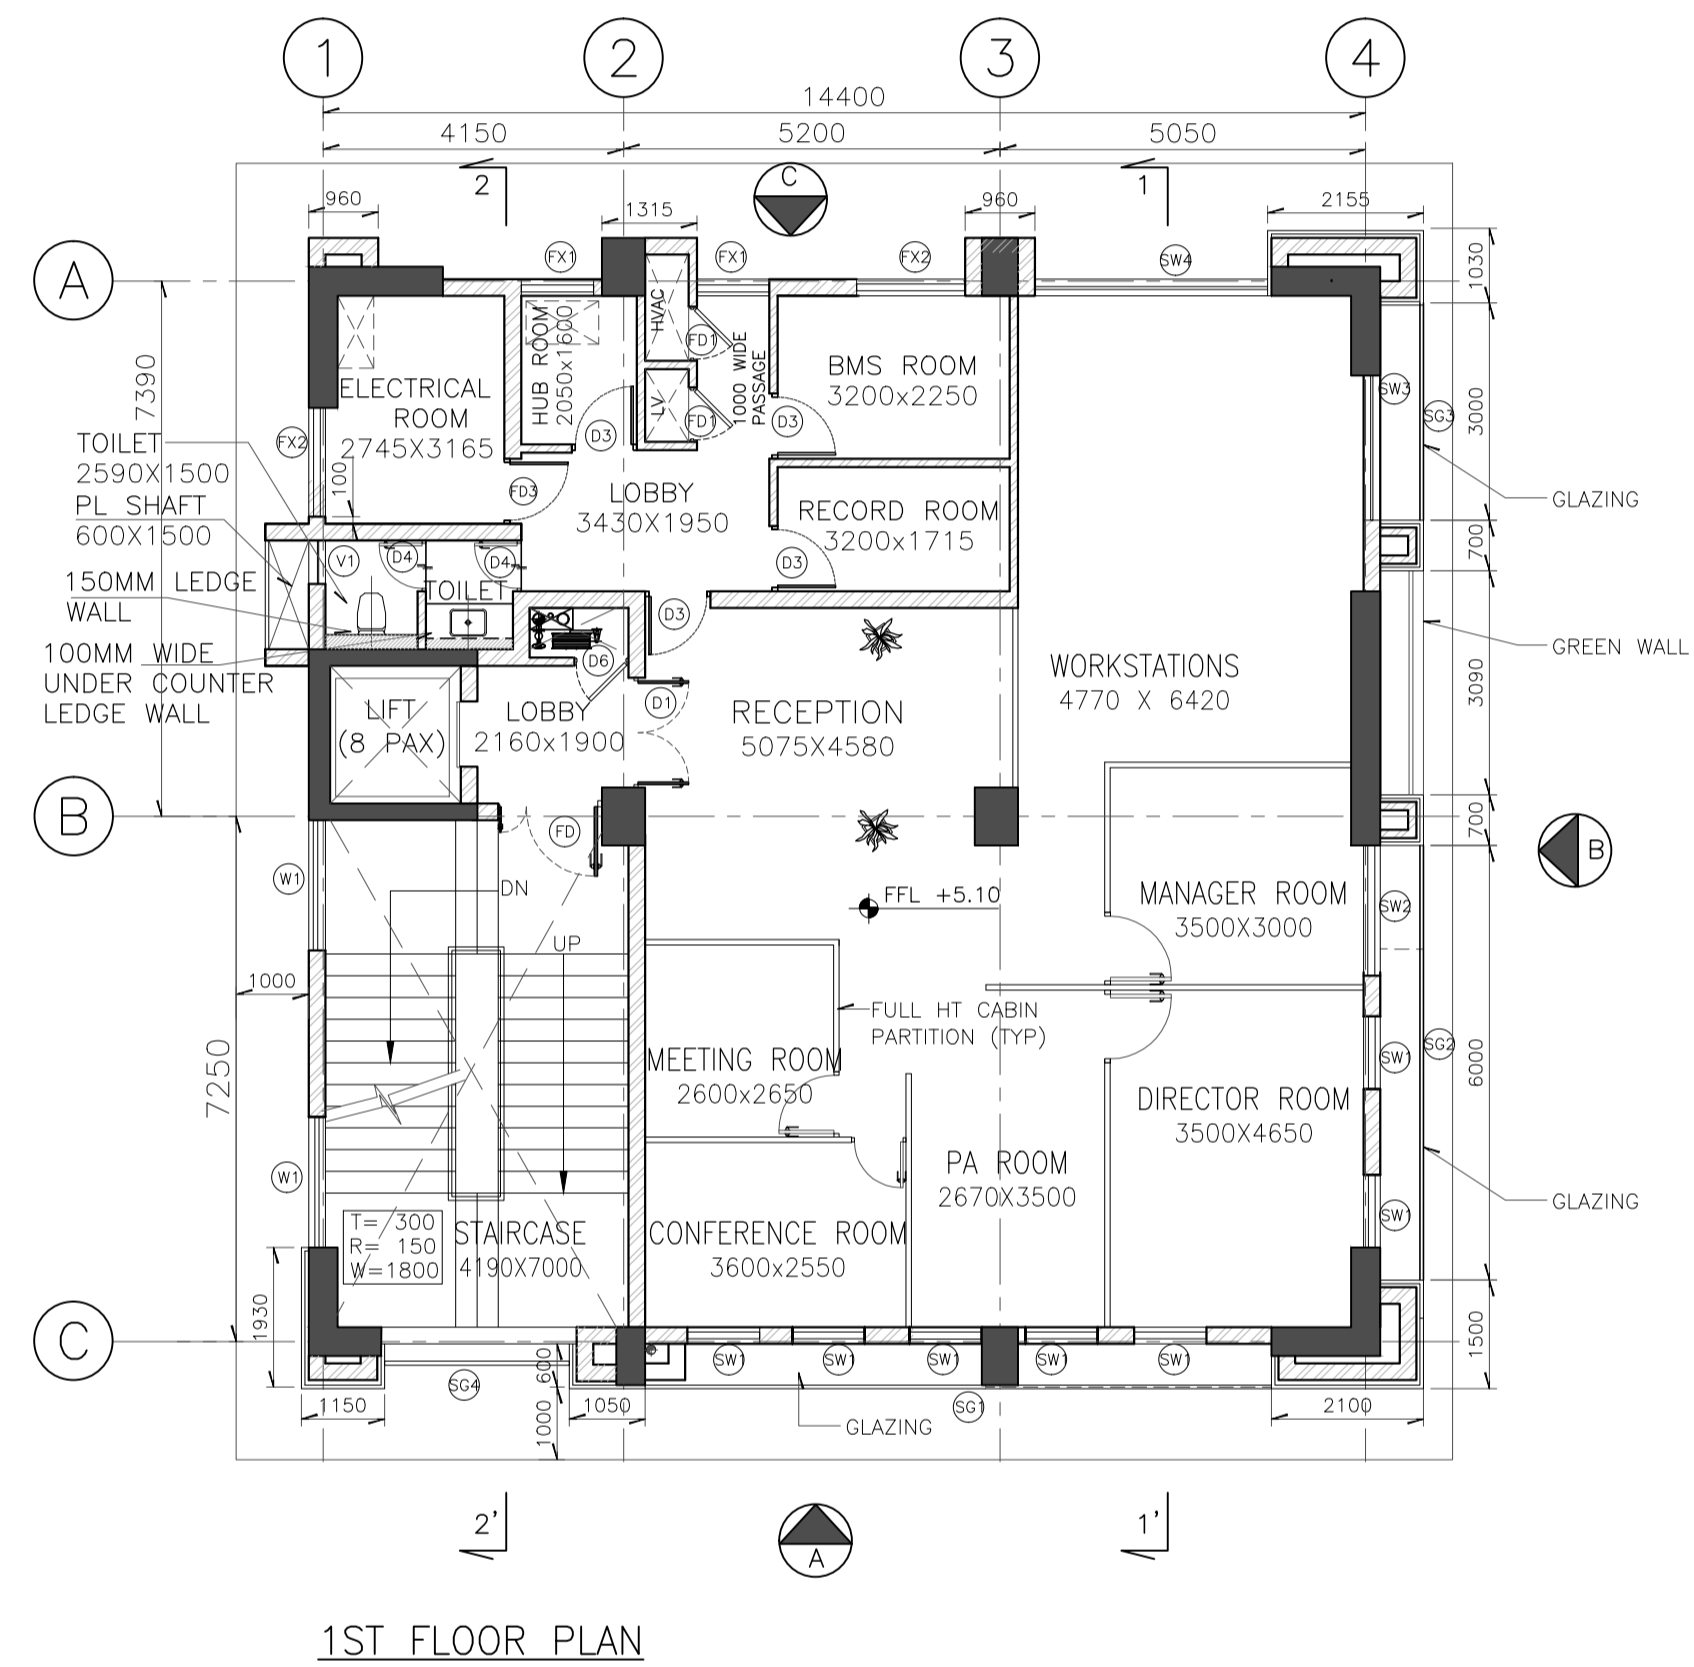 1
2
3
4
14400
4150
5200
5050
2
C
1
960
1315
960
2155
A
FX1
FX1
FX2
SW4
1030
HVAC
FD1
HUB ROOM
2050x1600
1000 WIDE
PASSAGE
BMS ROOM
3200x2250
ELECTRICAL
ROOM
2745X3165
7390
SW3
SG3
3000
LV
FD1
D3
D3
FX2
TOILET
2590X1500
PL SHAFT
600X1500
100
FD3
LOBBY
3430X1950
RECORD ROOM
3200x1715
GLAZING
700
V1
D4
D4
D3
TOILET
150MM LEDGE
WALL
D3
100MM WIDE
UNDER COUNTER
LEDGE WALL
D6
GREEN WALL
WORKSTATIONS
4770 X 6420
3090
LIFT
(8 PAX)
LOBBY
2160x1900
D1
RECEPTION
5075X4580
B
FD
700
B
W1
DN
FFL +5.10
MANAGER ROOM
3500X3000
SW2
UP
1000
FULL HT CABIN
PARTITION (TYP)
7250
MEETING ROOM
2600x2650
SW1
SG2
6000
DIRECTOR ROOM
3500X4650
W1
PA ROOM
2670X3500
GLAZING
T= 300
R= 150
W=1800
STAIRCASE
4190X7000
CONFERENCE ROOM
3600x2550
SW1
C
1930
600
SW1
SW1
SW1
SW1
SW1
1500
SG4
1150
1050
SG1
2100
1000
GLAZING
2'
A
1'
1ST FLOOR PLAN